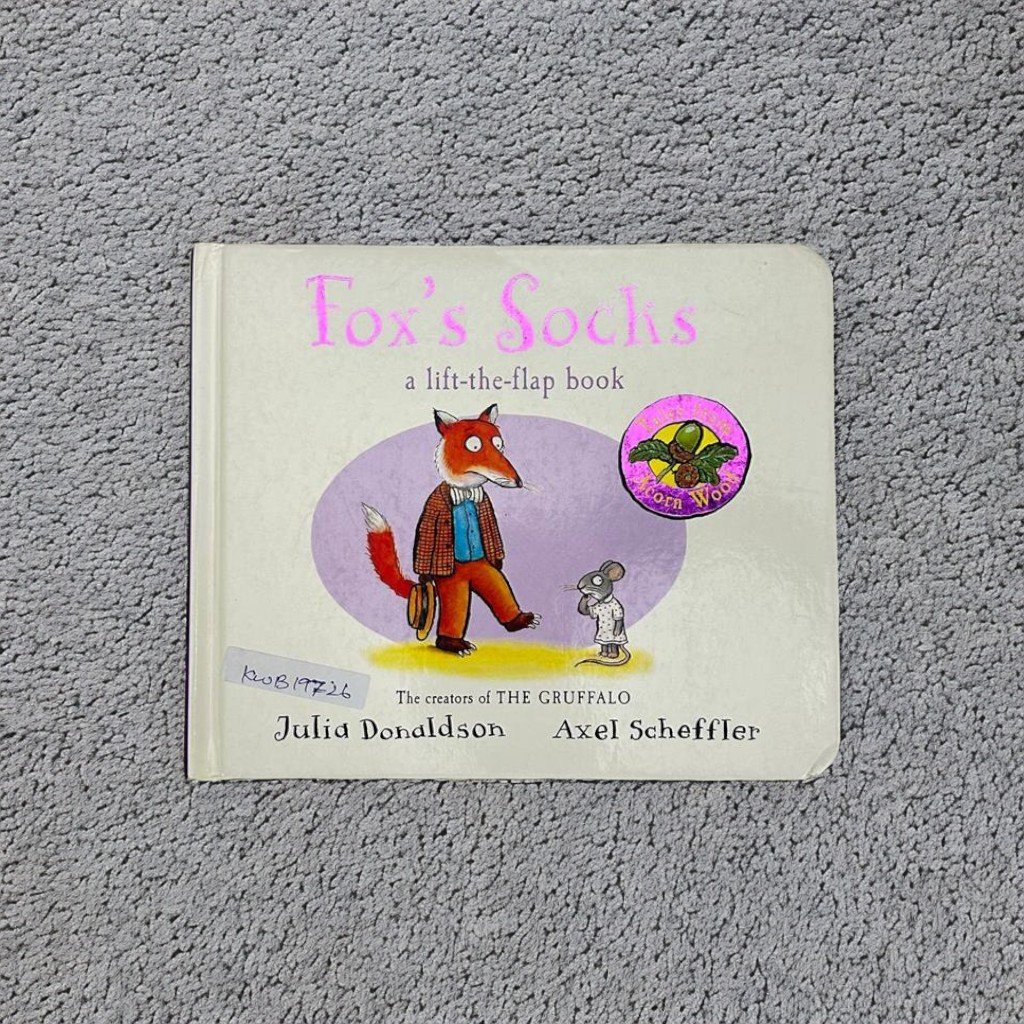 Fox's Socks
a lift-the-flap book
Tales from
Acorn Wood
KWB19726
The creators of THE GRUFFALO
Julia Donaldson Axel Scheffler